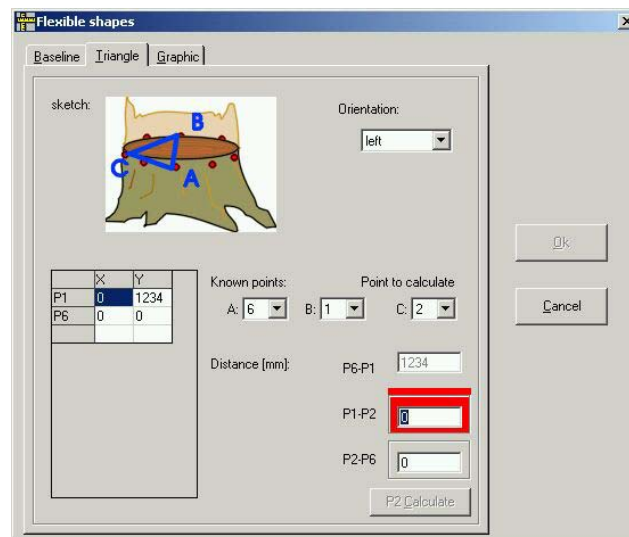 Flexible shapes
Baseline Triangle Graphic
sketch:
B
C
A
Orientation:
left
Ok
Cancel
X Y
P1 0 1234
P6 0 0
Known points: Point to calculate
A: 6 B: 1 C: 2
Distance [mm]:
P6-P1 1234
P1-P2 0
P2-P6 0
P2 Calculate